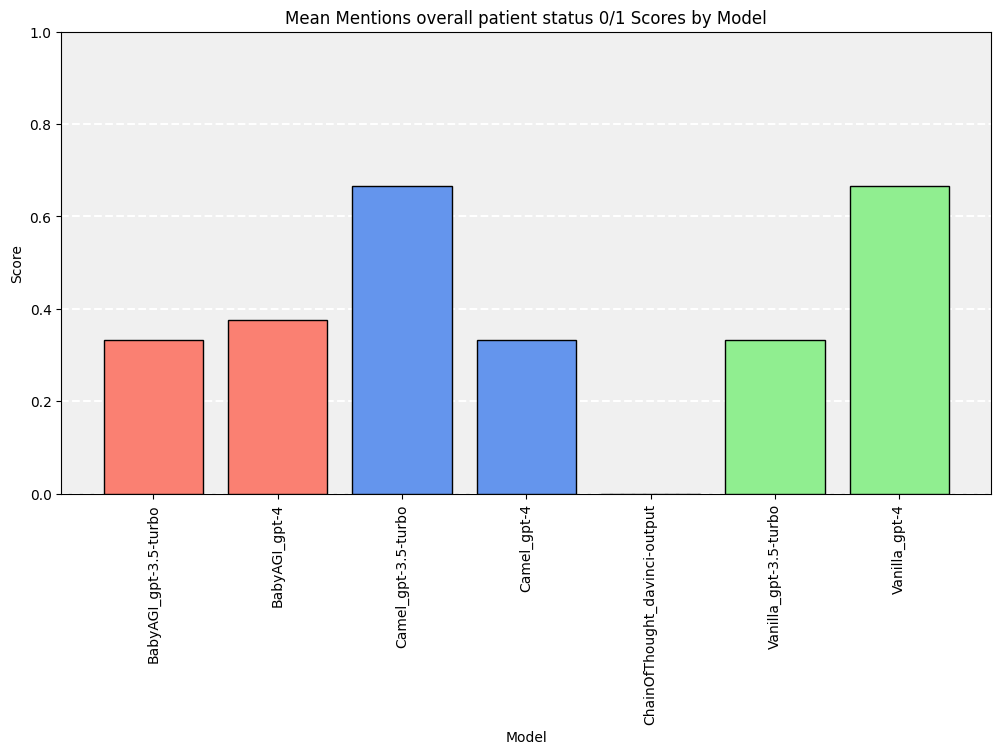 Mean Mentions overall patient status 0/1 Scores by Model
1.0
0.8
0.6
0.4
0.2
0.0
Score
BabyAGI_gpt-3.5-turbo
BabyAGI_gpt-4
Camel_gpt-3.5-turbo
Camel_gpt-4
ChainOfThought_davinci-output
Vanilla_gpt-3.5-turbo
Vanilla_gpt-4
Model